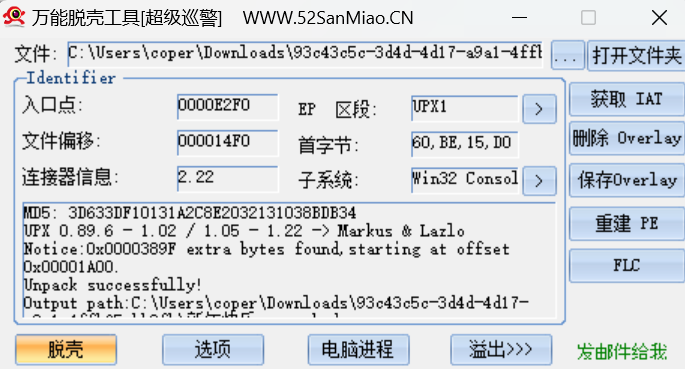 万能脱壳工具[超级巡警] WWW.52SanMiao.CN
文件: C:\Users\coper\Downloads\93c43c5c-3d4d-4d17-a9a1-4ff ... 打开文件夹
Identifier
入口点: 0000E2F0 EP 区段: UPX1 > 获取 IAT
文件偏移: 000014F0 首字节: 60,BE,15,D0 删除 Overlay
连接器信息: 2.22 子系统: Win32 Consol > 保存Overlay
MD5: 3D633DF10131A2C8E2032131038BDB34
UPX 0.89.6 - 1.02 / 1.05 - 1.22 -> Markus & Lazlo
Notice:0x0000389F extra bytes found,starting at offset
0x00001A00.
Unpack successfully!
Output path:C:\Users\coper\Downloads\93c43c5c-3d4d-4d17-
重建 PE
FLC
脱壳 选项 电脑进程 溢出>>> 发邮件给我